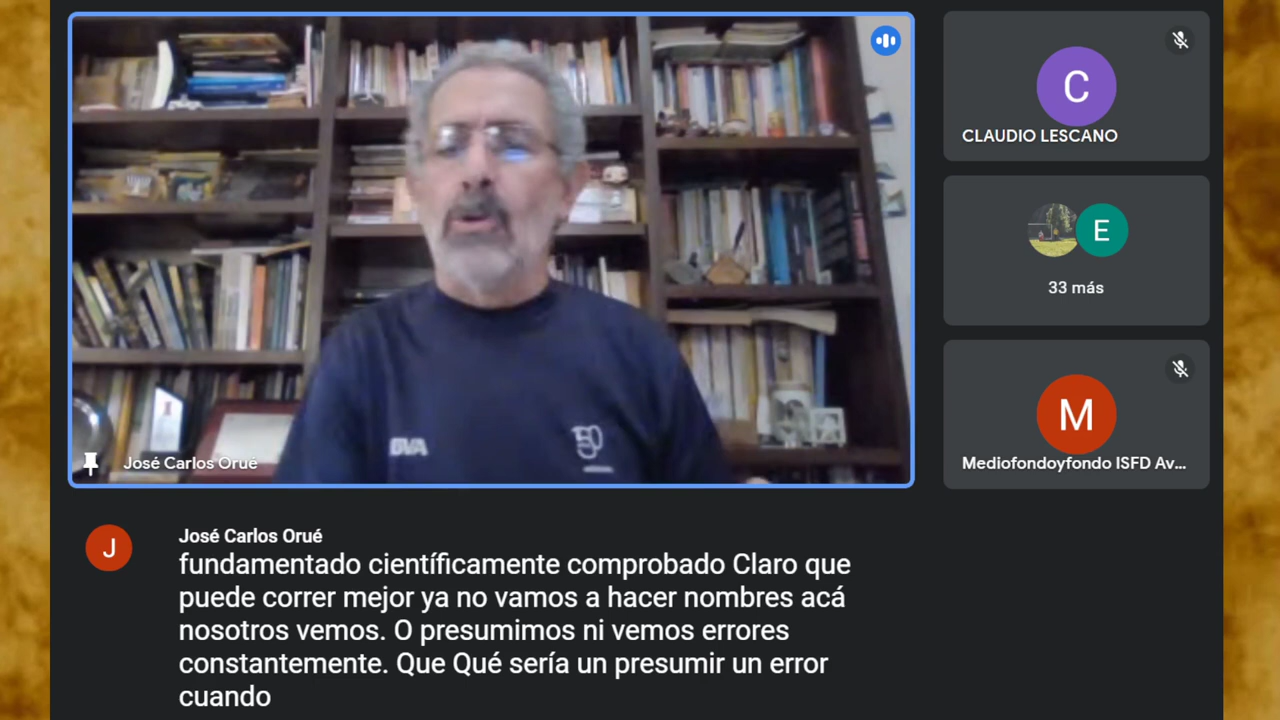 BBVA
José Carlos Orué
C
CLAUDIO LESCANO
E
33 más
M
Mediofondoyfondo ISFD Av...
J
José Carlos Orué
fundamentado científicamente comprobado Claro que
puede correr mejor ya no vamos a hacer nombres acá
nosotros vemos. O presumimos ni vemos errores
constantemente. Que Qué sería un presumir un error
cuando